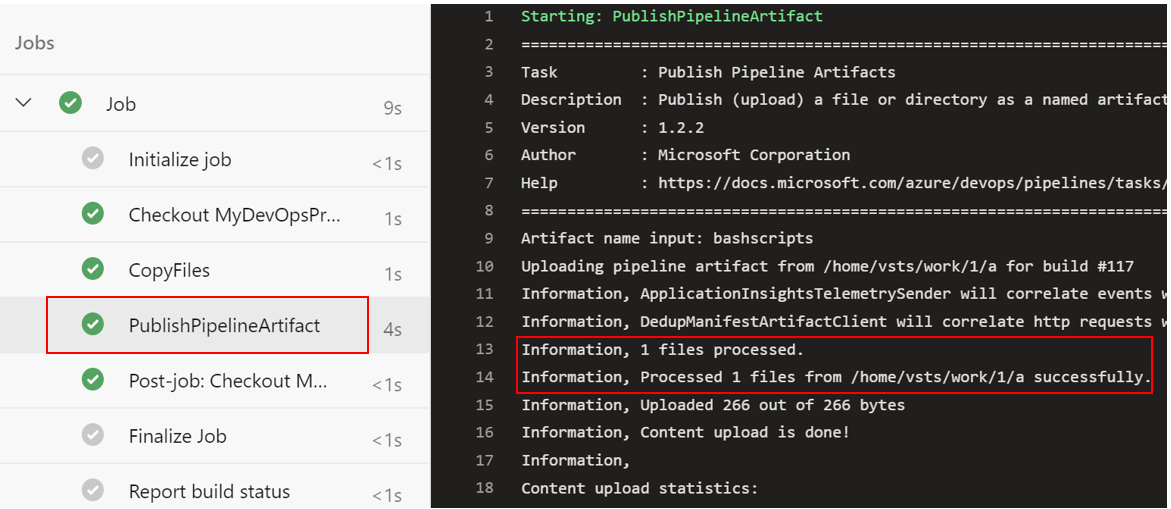 Jobs
Job 9s
Initialize job <1s
Checkout MyDevOpsPr... 1s
CopyFiles 1s
PublishPipelineArtifact 4s
Post-job: Checkout M... <1s
Finalize Job <1s
Report build status <1s
1 Starting: PublishPipelineArtifact
2 ==============================================================================
3 Task : Publish Pipeline Artifacts
4 Description : Publish (upload) a file or directory as a named artifact
5 Version : 1.2.2
6 Author : Microsoft Corporation
7 Help : https://docs.microsoft.com/azure/devops/pipelines/tasks/
8 ==============================================================================
9 Artifact name input: bashscripts
10 Uploading pipeline artifact from /home/vsts/work/1/a for build #117
11 Information, ApplicationInsightsTelemetrySender will correlate events w
12 Information, DedupManifestArtifactClient will correlate http requests w
13 Information, 1 files processed.
14 Information, Processed 1 files from /home/vsts/work/1/a successfully.
15 Information, Uploaded 266 out of 266 bytes
16 Information, Content upload is done!
17 Information,
18 Content upload statistics: